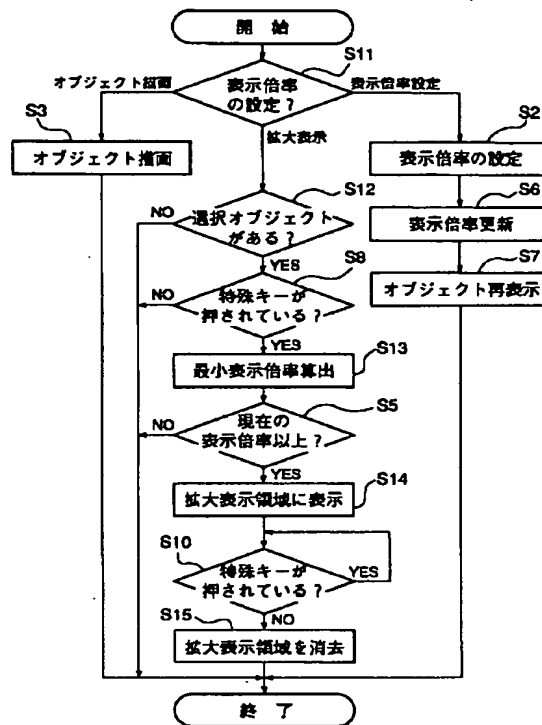 開始
S11
オブジェクト描画
表示倍率
の設定?
表示倍率設定
S3
オブジェクト描画
拡大表示
S2
表示倍率の設定
S12
NO
選択オブジェクト
がある?
S6
表示倍率更新
YES
S8
S7
NO
特殊キーが
押されている?
オブジェクト再表示
YES
S13
最小表示倍率算出
S5
NO
現在の
表示倍率以上?
YES
S14
拡大表示領域に表示
S10
特殊キーが
押されている?
YES
NO
S15
拡大表示領域を消去
終了